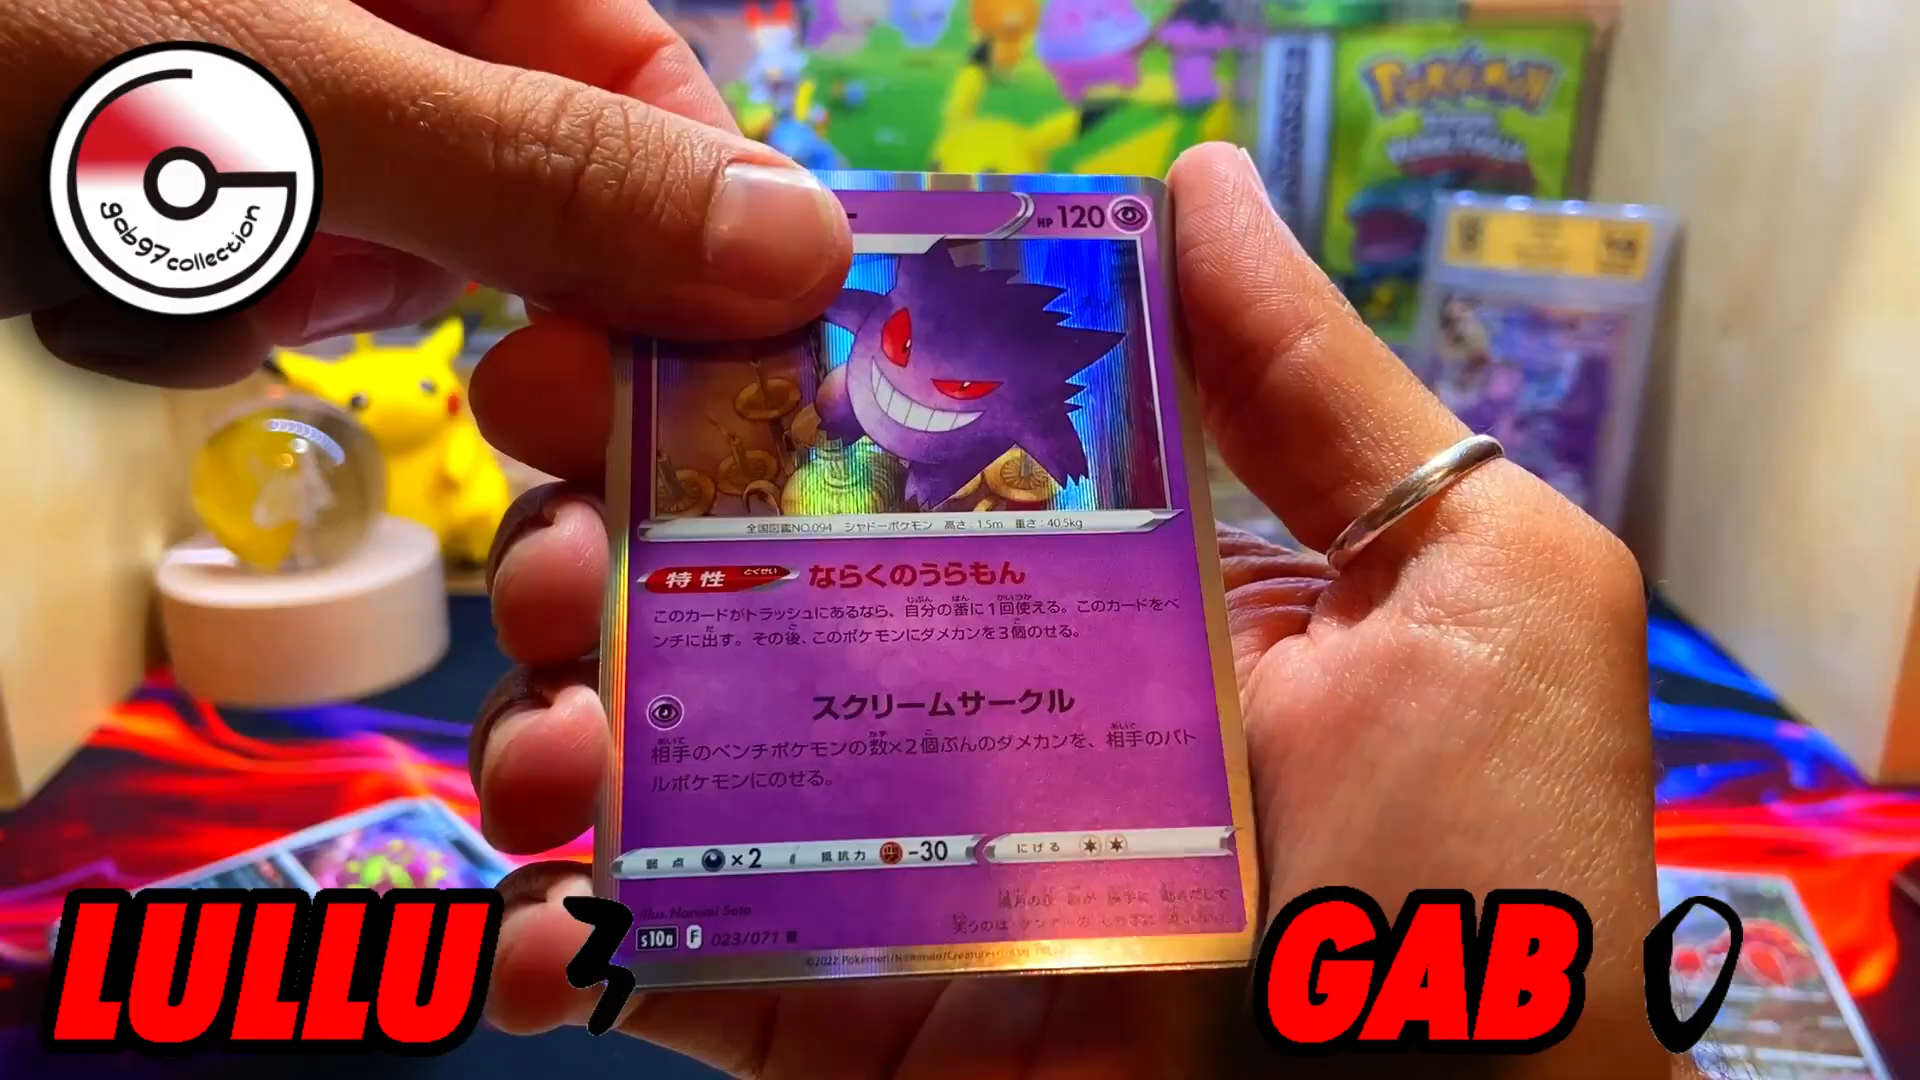 gab97collection
POKÉMON
ー
HP 120
全国図鑑NO.094 シャドーポケモン 高さ:1.5m 重さ:40.5kg
特性 とくせい ならくのうらもん
このカードがトラッシュにあるなら、自分の番に1回使える。このカードをベ
ンチに出す。その後、このポケモンにダメカンを3個のせる。
スクリームサークル
相手のベンチポケモンの数×2個ぶんのダメカンを、相手のバト
ルポケモンにのせる。
弱点 ×2 抵抗力 -30 にげる
illus. Narumi Sato
s10a F 023/071 R
©2022 Pokémon/Nintendo/Creatures
LULLU 3
GAB 0